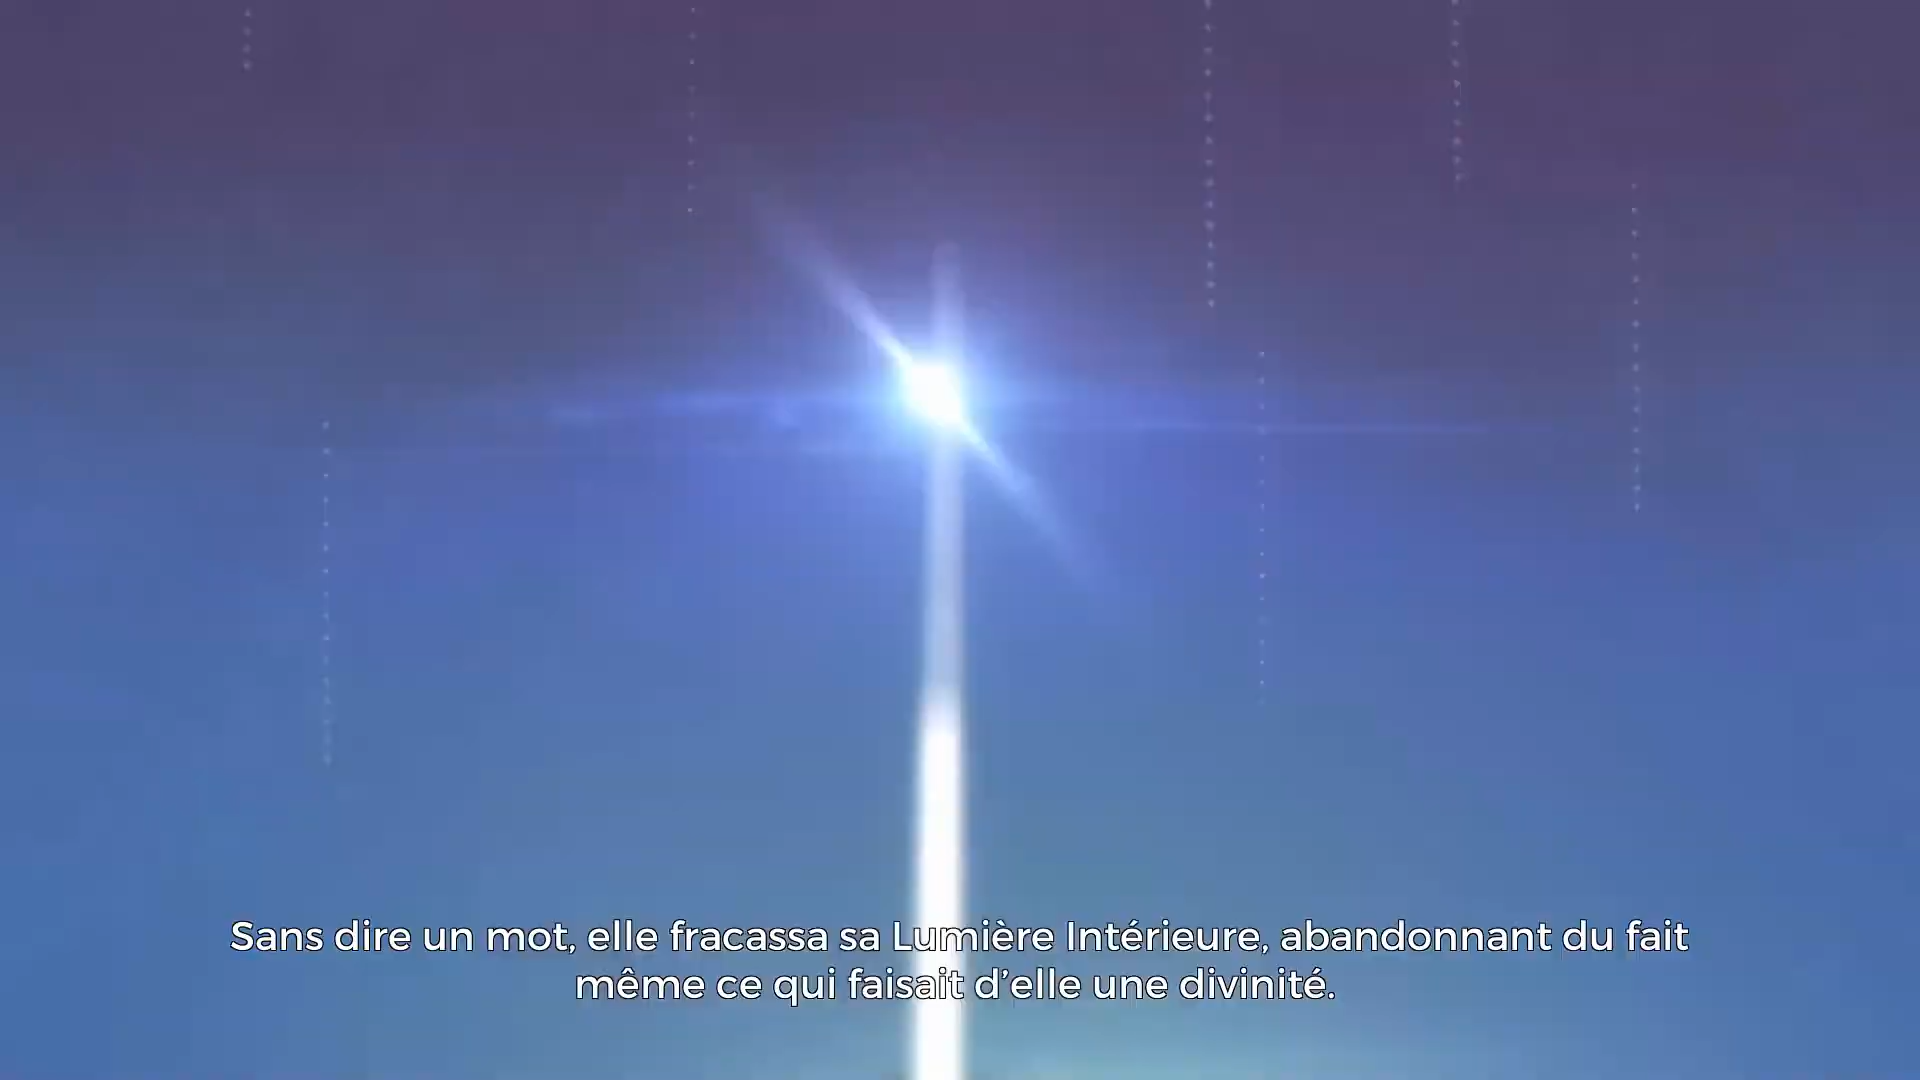 Sans dire un mot, elle fracassa sa Lumière Intérieure, abandonnant du fait
même ce qui faisait d’elle une divinité.